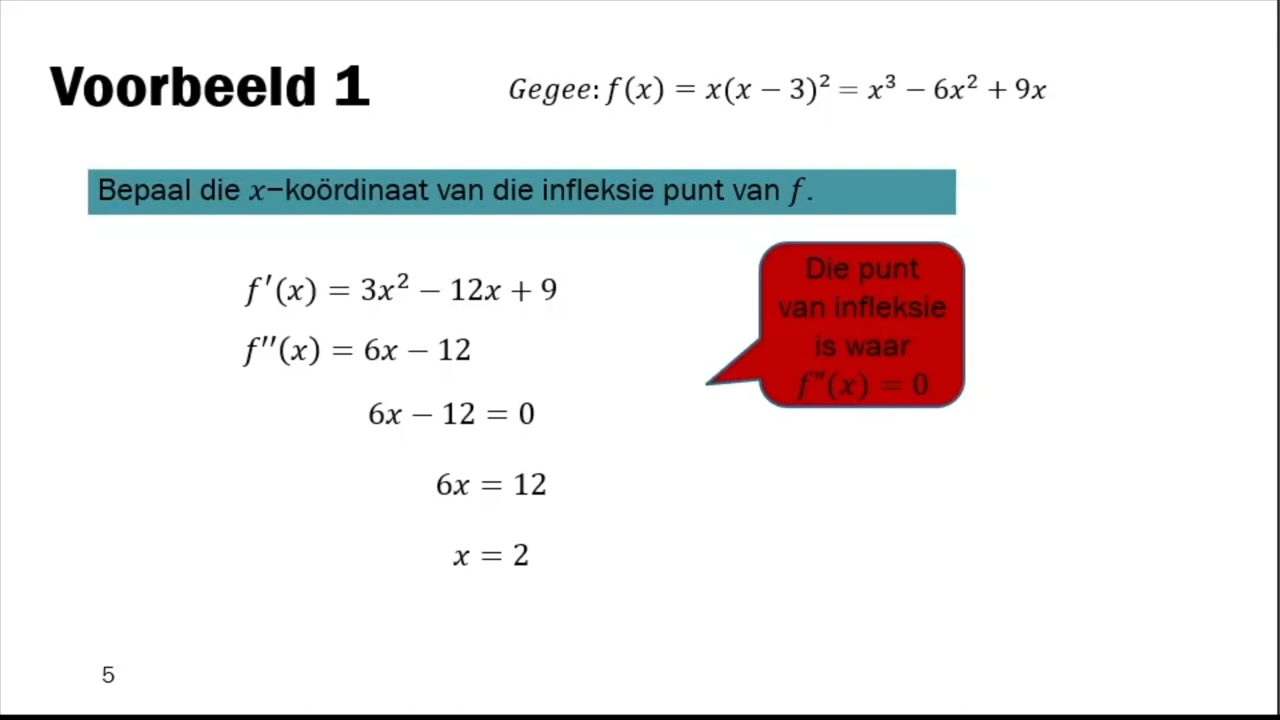 Voorbeeld 1
Gegee: f(x) = x(x − 3)² = x³ − 6x² + 9x
Bepaal die x−koördinaat van die infleksie punt van f.
f′(x) = 3x² − 12x + 9
f′′(x) = 6x − 12
6x − 12 = 0
6x = 12
x = 2
Die punt
van infleksie
is waar
f"(x) = 0
5